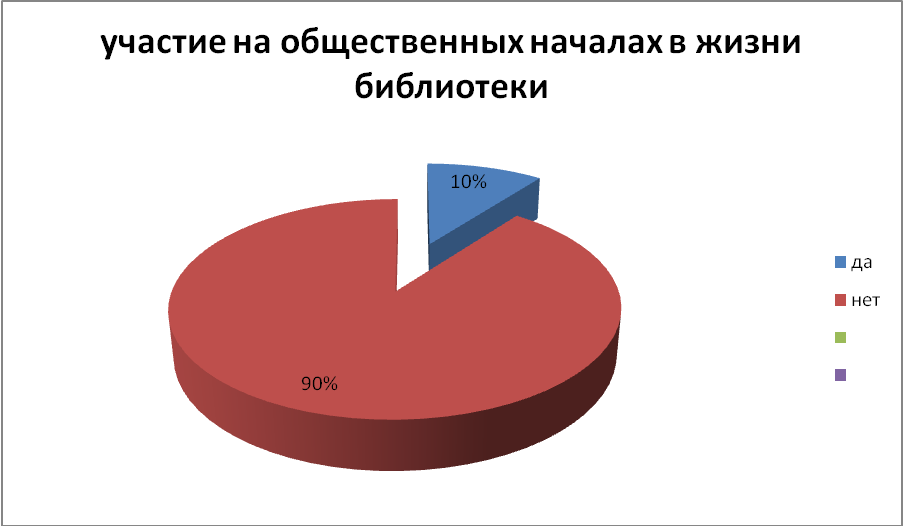 участие на общественных началах в жизни
библиотеки
10%
90%
да
нет